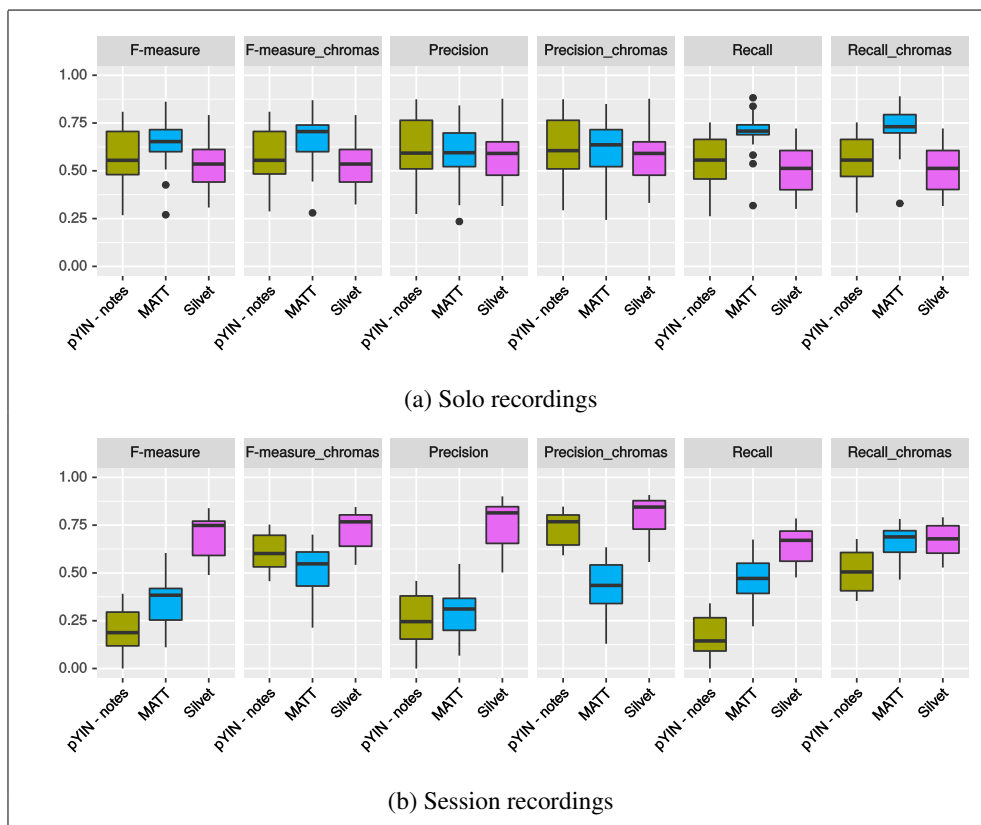 F-measure F-measure_chromas Precision Precision_chromas Recall Recall_chromas
1.00
0.75
0.50
0.25
0.00
pYIN - notes MATT Silvet pYIN - notes MATT Silvet pYIN - notes MATT Silvet pYIN - notes MATT Silvet pYIN - notes MATT Silvet pYIN - notes MATT Silvet
(a) Solo recordings
F-measure F-measure_chromas Precision Precision_chromas Recall Recall_chromas
1.00
0.75
0.50
0.25
0.00
pYIN - notes MATT Silvet pYIN - notes MATT Silvet pYIN - notes MATT Silvet pYIN - notes MATT Silvet pYIN - notes MATT Silvet pYIN - notes MATT Silvet
(b) Session recordings